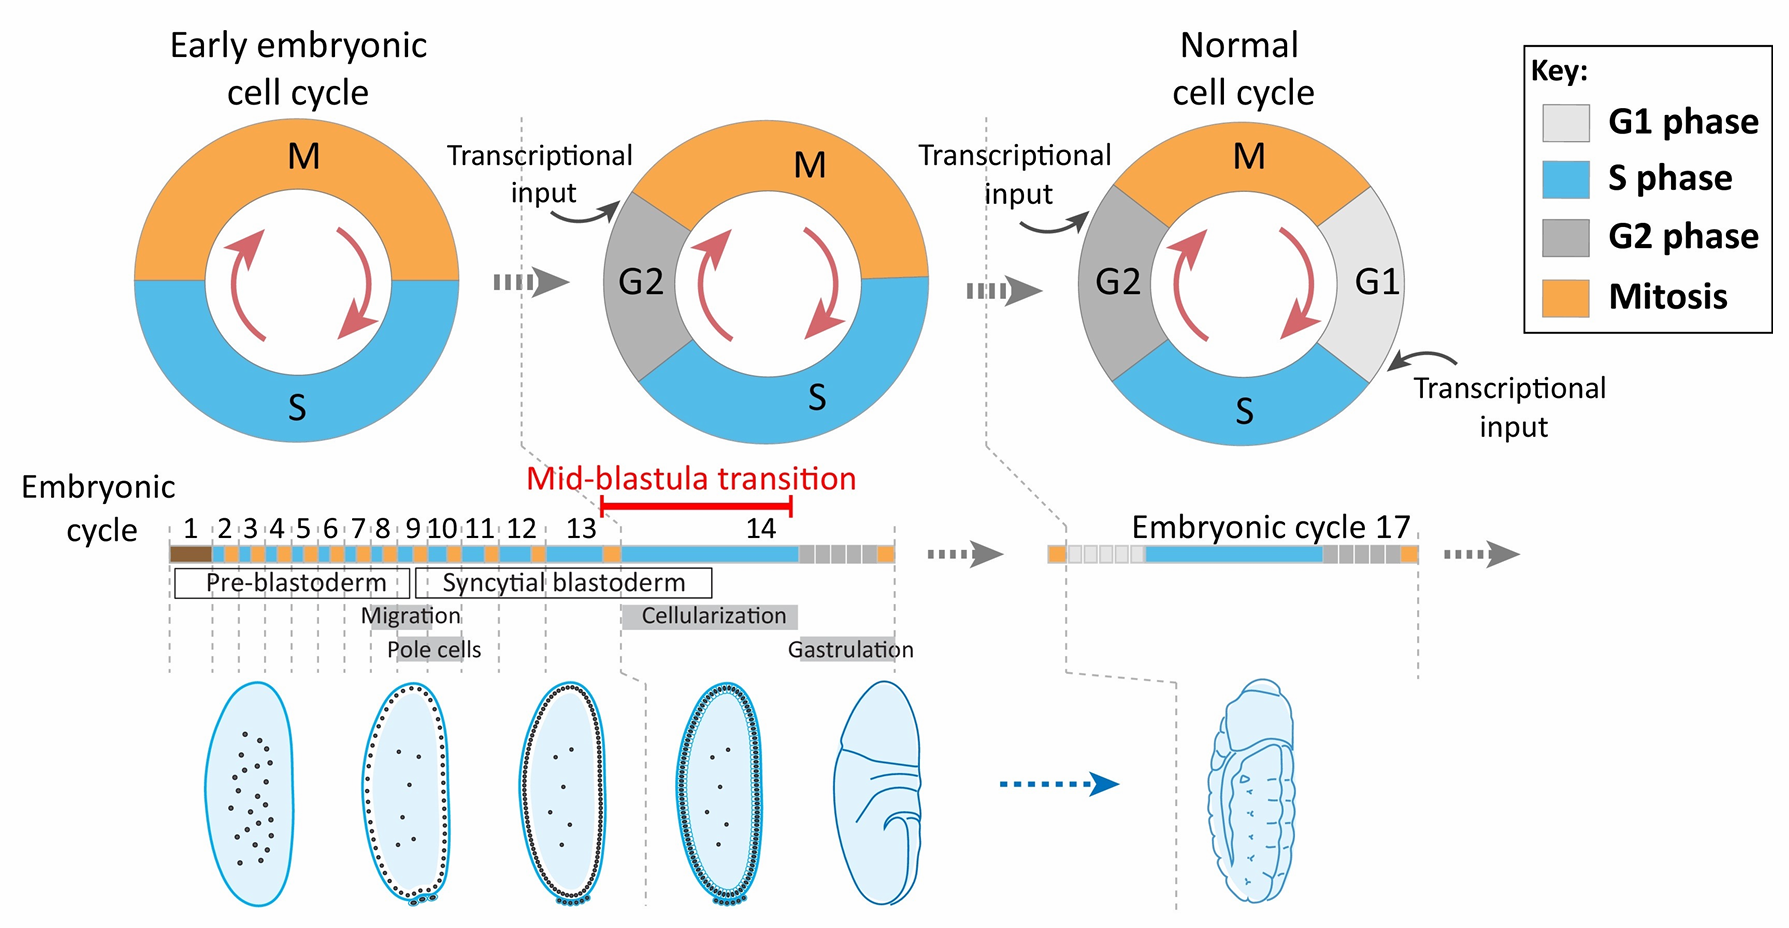 Early embryonic
cell cycle
Normal
cell cycle
Key:
G1 phase
S phase
G2 phase
Mitosis
M
S
Transcriptional
input
M
G2
S
Transcriptional
input
M
G2
G1
S
Transcriptional
input
Mid-blastula transition
Embryonic
cycle
1 2 3 4 5 6 7 8 9 10 11 12 13 14
Embryonic cycle 17
Pre-blastoderm
Syncytial blastoderm
Migration
Cellularization
Pole cells
Gastrulation